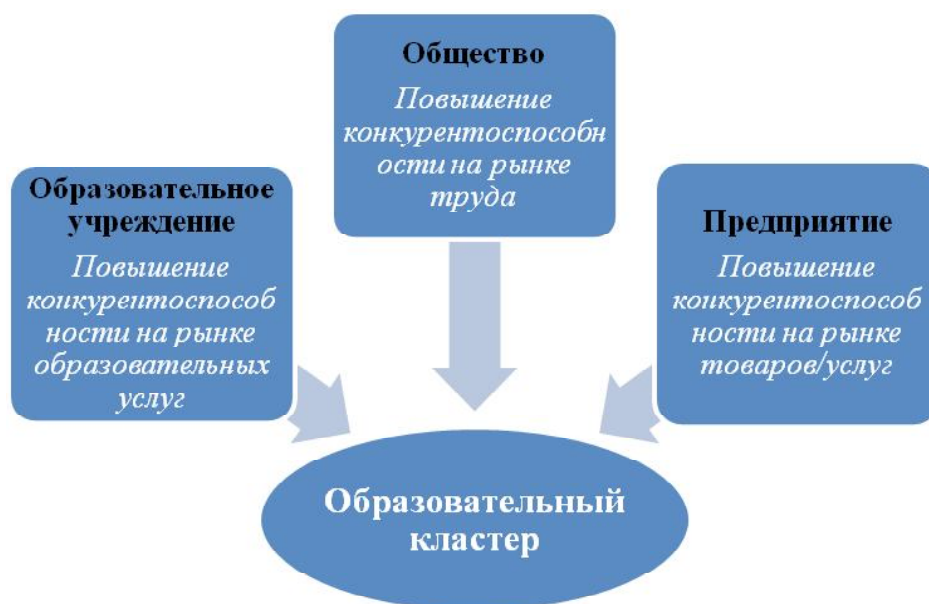 Общество
Повышение
конкурентоспособн
ости на рынке
труда
Образовательное
учреждение
Повышение
конкурентоспособ
ности на рынке
образовательных
услуг
Предприятие
Повышение
конкурентоспособ
ности на рынке
товаров/услуг
Образовательный
кластер